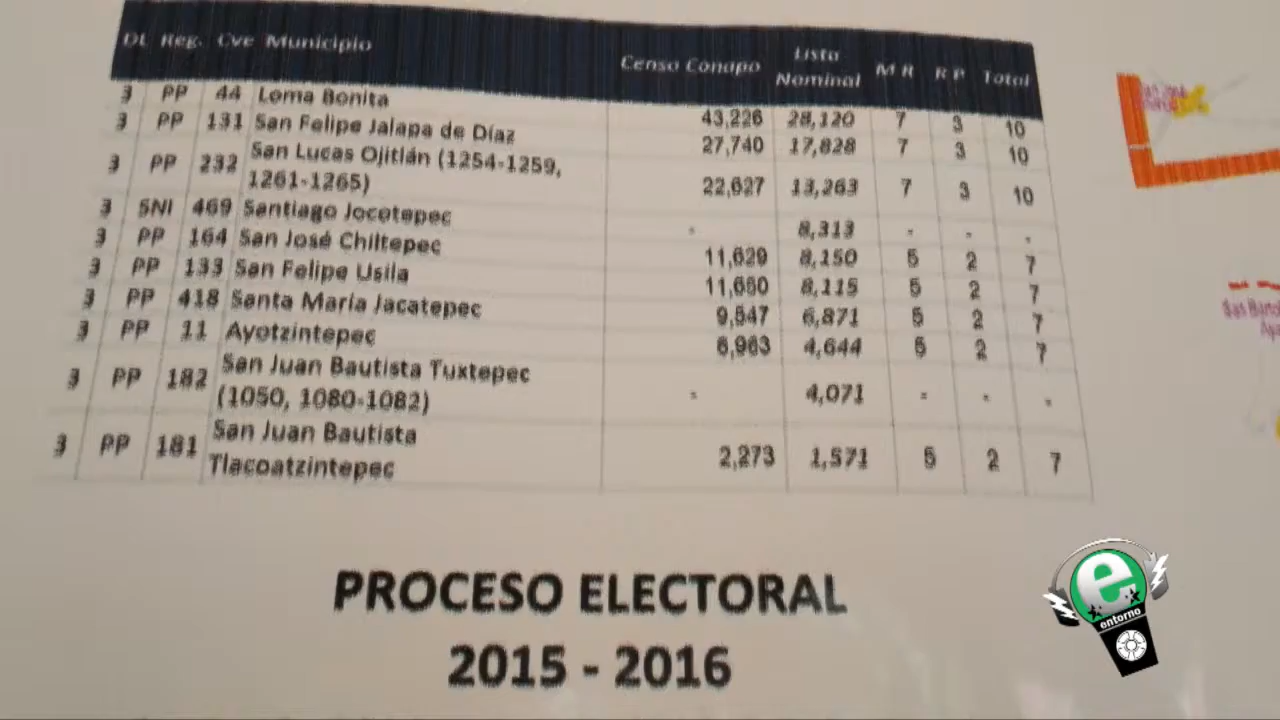 DL Reg. Cve Municipio Censo Conapo Lista Nominal M R R P Total
3 PP 44 Loma Bonita 43,226 28,120 7 3 10
3 PP 131 San Felipe Jalapa de Díaz 27,740 17,828 7 3 10
3 PP 232 San Lucas Ojitlán (1254-1259,
1261-1265) 22,627 13,263 7 3 10
3 SNI 469 Santiago Jocotepec - 8,313 - - -
3 PP 164 San José Chiltepec 11,629 8,150 5 2 7
3 PP 133 San Felipe Usila 11,650 8,115 5 2 7
3 PP 418 Santa María Jacatepec 9,547 6,871 5 2 7
3 PP 11 Ayotzintepec 6,963 4,644 5 2 7
3 PP 182 San Juan Bautista Tuxtepec
(1050, 1080-1082) - 4,071 - - -
3 PP 181 San Juan Bautista
Tlacoatzintepec 2,273 1,571 5 2 7
PROCESO ELECTORAL
2015 - 2016
e
entorno